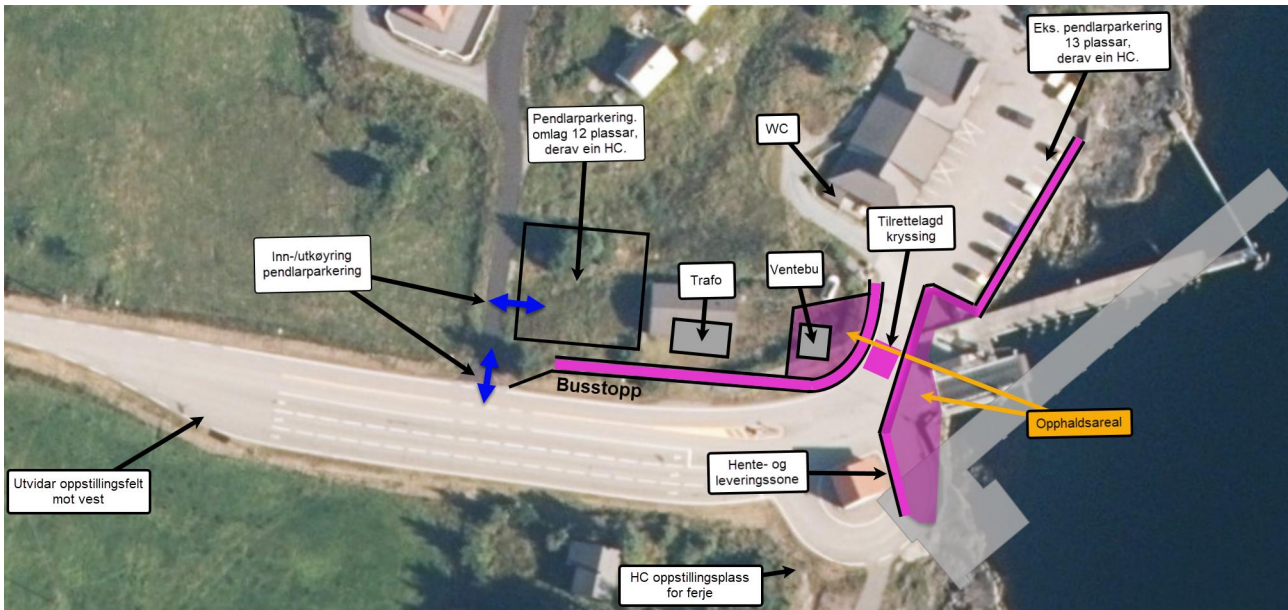 Eks. pendlarparkering
13 plassar,
derav ein HC.
Pendlarparkering.
omlag 12 plassar,
derav ein HC.
WC
Tilrettelagd
kryssing
Inn-/utkøyring
pendlarparkering
Trafo
Ventebu
Busstopp
Opphaldsareal
Utvidar oppstillingsfelt
mot vest
Hente- og
leveringssone
HC oppstillingsplass
for ferje